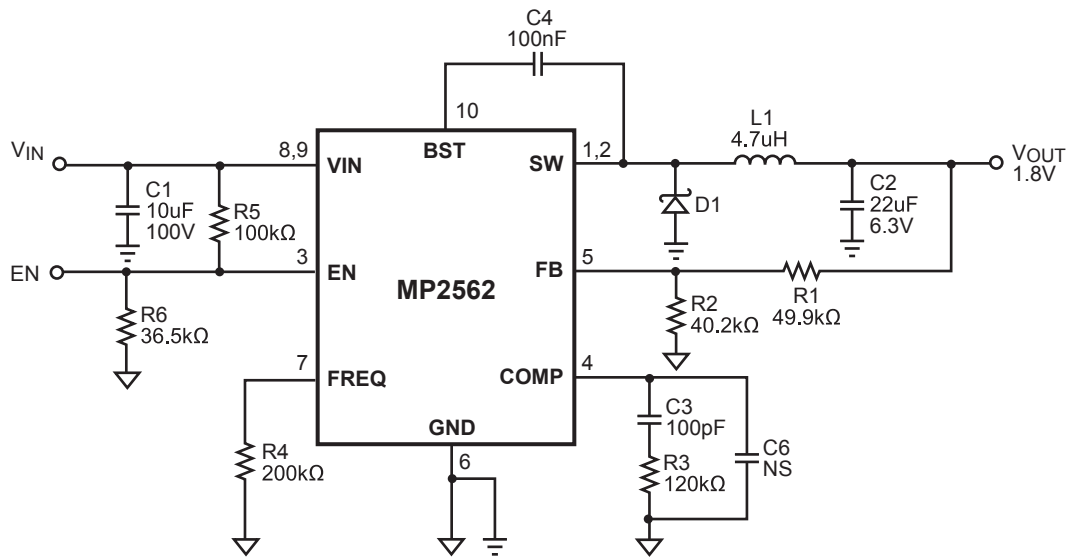 C4
100nF
10
L1
4.7uH
VIN
8,9
VIN
BST
SW
1,2
VOUT
1.8V
C1
10uF
100V
R5
100kΩ
D1
C2
22uF
6.3V
EN
3
EN
MP2562
FB
5
R1
49.9kΩ
R2
40.2kΩ
R6
36.5kΩ
7
FREQ
COMP
4
C3
100pF
GND
6
R4
200kΩ
R3
120kΩ
C6
NS